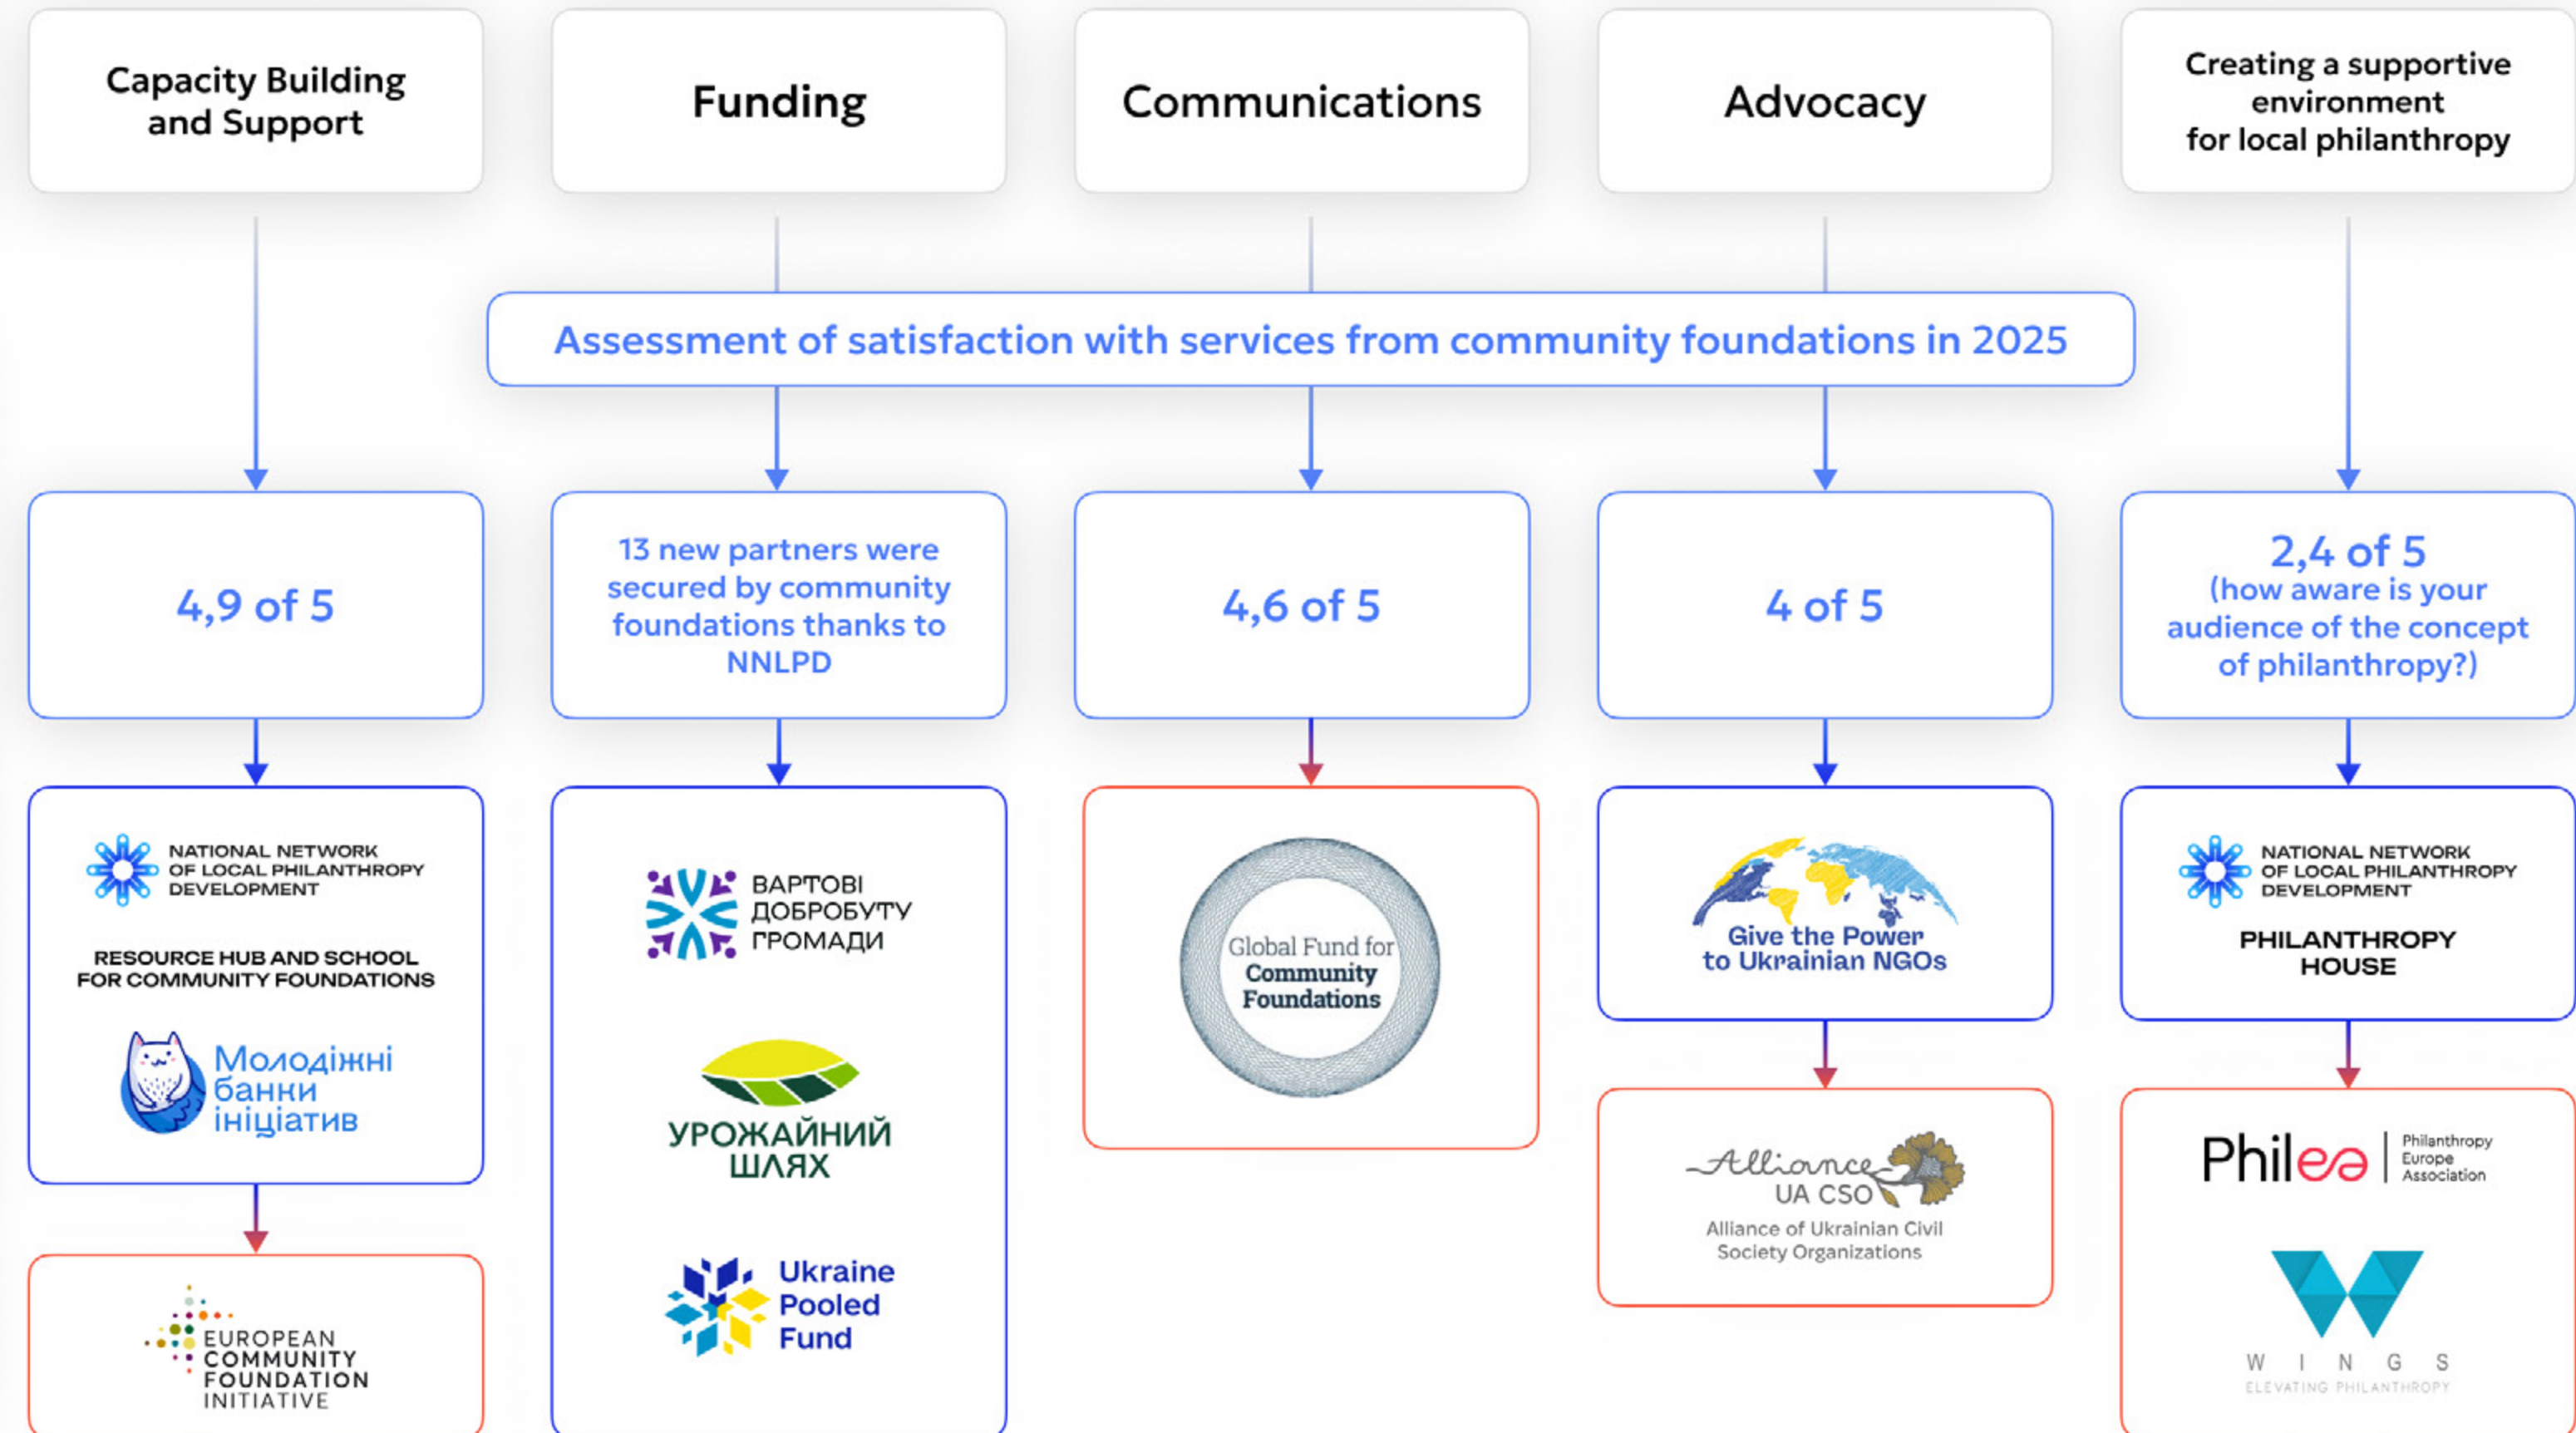 Capacity Building
and Support
Funding
Communications
Advocacy
Creating a supportive
environment
for local philanthropy
Assessment of satisfaction with services from community foundations in 2025
4,9 of 5
13 new partners were
secured by community
foundations thanks to
NNLPD
4,6 of 5
4 of 5
2,4 of 5
(how aware is your
audience of the concept
of philanthropy?)
NATIONAL NETWORK
OF LOCAL PHILANTHROPY
DEVELOPMENT
RESOURCE HUB AND SCHOOL
FOR COMMUNITY FOUNDATIONS
Молодіжні
банки
ініціатив
EUROPEAN
COMMUNITY
FOUNDATION
INITIATIVE
ВАРТОВІ
ДОБРОБУТУ
ГРОМАДИ
УРОЖАЙНИЙ
ШЛЯХ
Ukraine
Pooled
Fund
Global Fund for
Community
Foundations
Give the Power
to Ukrainian NGOs
Alliance
UA CSO
Alliance of Ukrainian Civil
Society Organizations
NATIONAL NETWORK
OF LOCAL PHILANTHROPY
DEVELOPMENT
PHILANTHROPY
HOUSE
Philea
Philanthropy
Europe
Association
WINGS
ELEVATING PHILANTHROPY